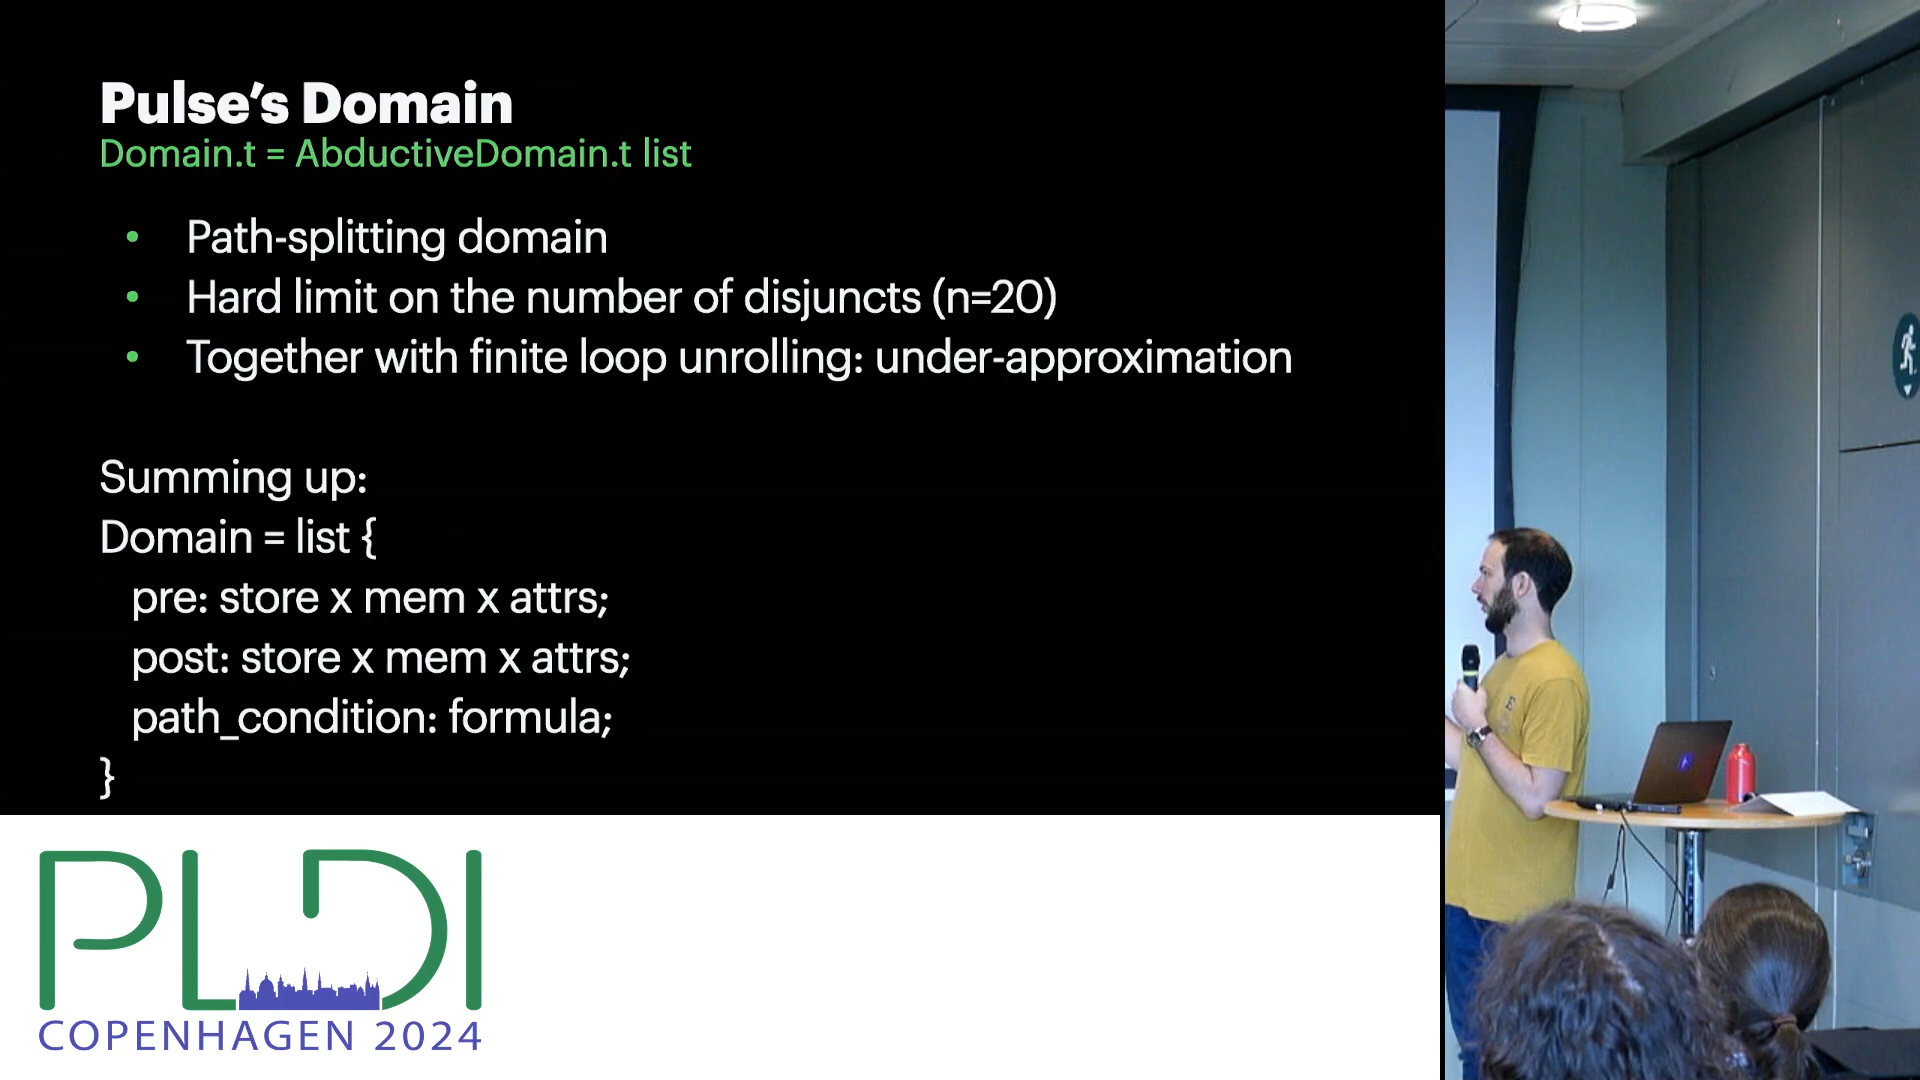 Pulse’s Domain
Domain.t = AbductiveDomain.t list
• Path-splitting domain
• Hard limit on the number of disjuncts (n=20)
• Together with finite loop unrolling: under-approximation
Summing up:
Domain = list {
pre: store x mem x attrs;
post: store x mem x attrs;
path_condition: formula;
}
PLDI
COPENHAGEN 2024